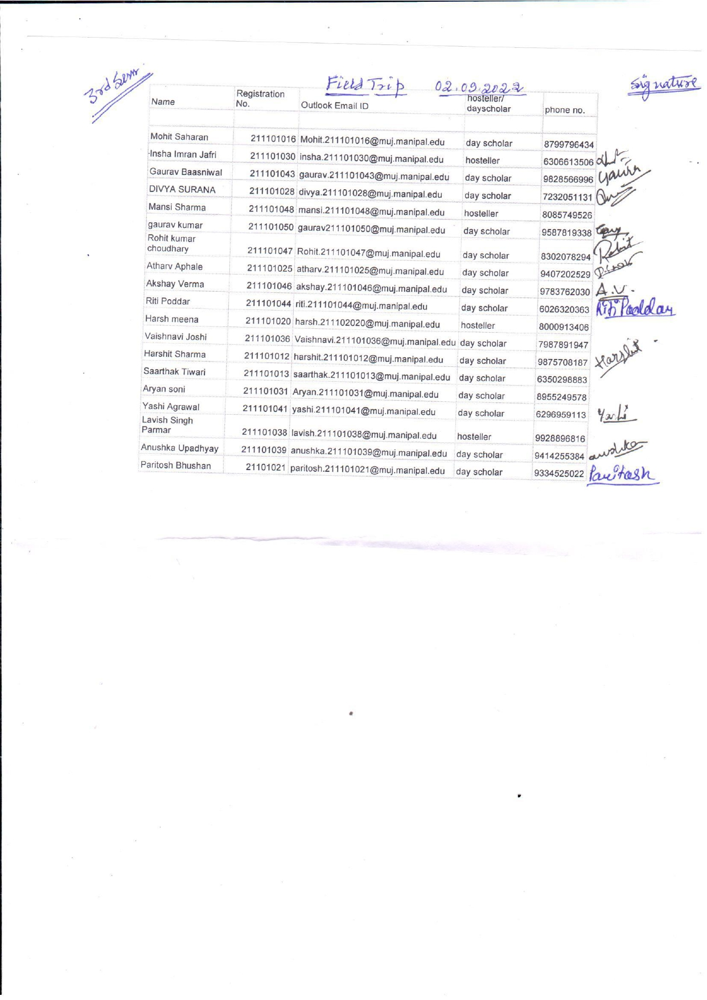 3rd Sem.
Field Trip 02.09.2022 Signature
Name Registration No. Outlook Email ID hosteller/ dayscholar phone no.
Mohit Saharan 211101016 Mohit.211101016@muj.manipal.edu day scholar 8799796434
Insha Imran Jafri 211101030 insha.211101030@muj.manipal.edu hosteller 6306613506
Gaurav Baasniwal 211101043 gaurav.211101043@muj.manipal.edu day scholar 9828566996 Gaurav
DIVYA SURANA 211101028 divya.211101028@muj.manipal.edu day scholar 7232051131
Mansi Sharma 211101048 mansi.211101048@muj.manipal.edu hosteller 8085749526
gaurav kumar 211101050 gaurav211101050@muj.manipal.edu day scholar 9587819338
Rohit kumar
choudhary 211101047 Rohit.211101047@muj.manipal.edu day scholar 8302078294 Rohit
Atharv Aphale 211101025 atharv.211101025@muj.manipal.edu day scholar 9407202529
Akshay Verma 211101046 akshay.211101046@muj.manipal.edu day scholar 9783762030 A.V.
Riti Poddar 211101044 riti.211101044@muj.manipal.edu day scholar 6026320363 Riti Poddar
Harsh meena 211101020 harsh.211102020@muj.manipal.edu hosteller 8000913406
Vaishnavi Joshi 211101036 Vaishnavi.211101036@muj.manipal.edu day scholar 7987891947
Harshit Sharma 211101012 harshit.211101012@muj.manipal.edu day scholar 9875708187 Harshit
Saarthak Tiwari 211101013 saarthak.211101013@muj.manipal.edu day scholar 6350298883
Aryan soni 211101031 Aryan.211101031@muj.manipal.edu day scholar 8955249578
Yashi Agrawal 211101041 yashi.211101041@muj.manipal.edu day scholar 6296959113 Yashi
Lavish Singh
Parmar 211101038 lavish.211101038@muj.manipal.edu hosteller 9928896816
Anushka Upadhyay 211101039 anushka.211101039@muj.manipal.edu day scholar 9414255384 anushka
Paritosh Bhushan 21101021 paritosh.211101021@muj.manipal.edu day scholar 9334525022 Paritosh